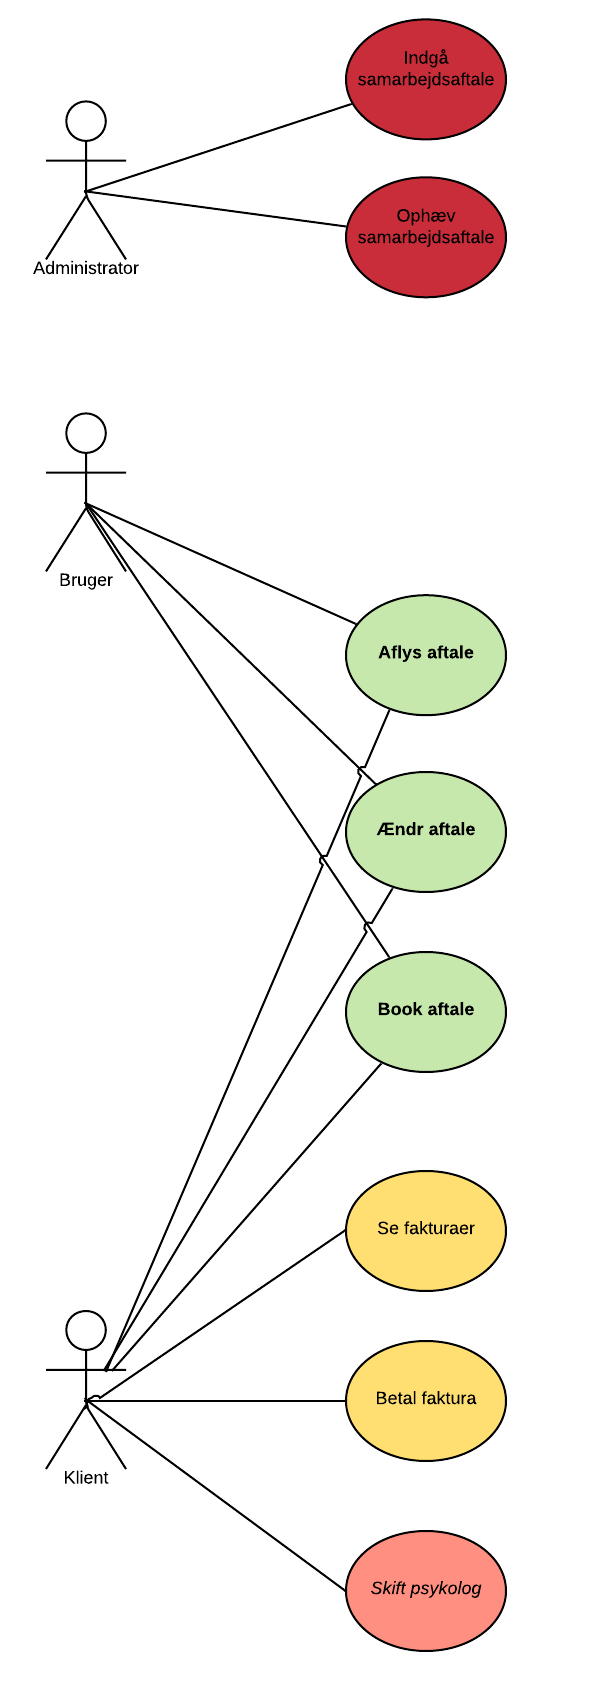 Indgå
samarbejdsaftale
Ophæv
samarbejdsaftale
Administrator
Bruger
Aflys aftale
Ændr aftale
Book aftale
Se fakturaer
Betal faktura
Klient
Skift psykolog